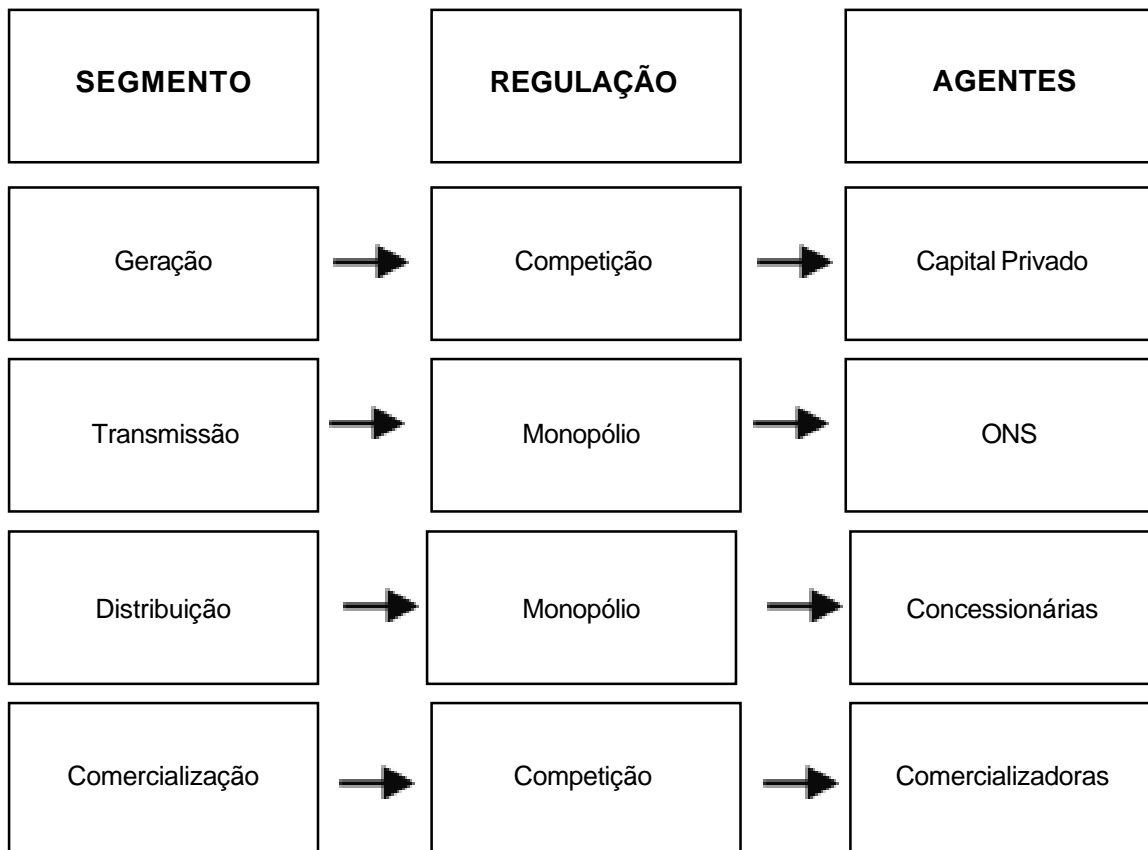 SEGMENTO
REGULAÇÃO
AGENTES
Geração
Competição
Capital Privado
Transmissão
Monopólio
ONS
Distribuição
Monopólio
Concessionárias
Comercialização
Competição
Comercializadoras